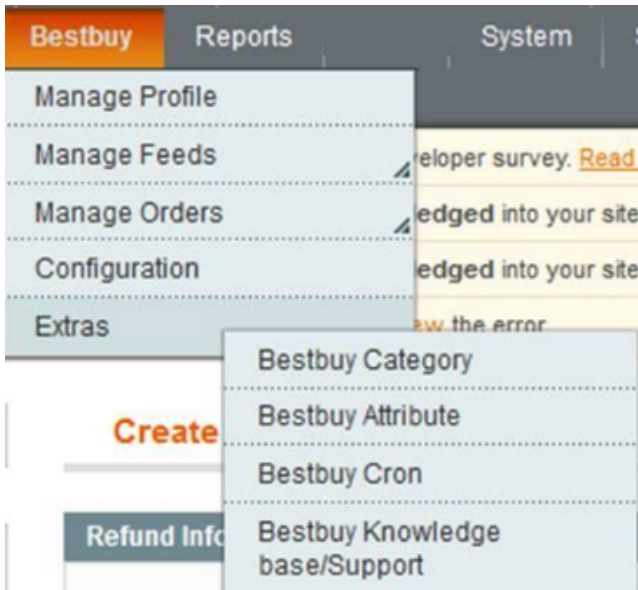 Bestbuy Reports System
Manage Profile
Manage Feeds
eloper survey. Read
Manage Orders
edged into your site
Configuration
edged into your site
Extras
the error
Bestbuy Category
Bestbuy Attribute
Create
Bestbuy Cron
Refund Info
Bestbuy Knowledge
base/Support